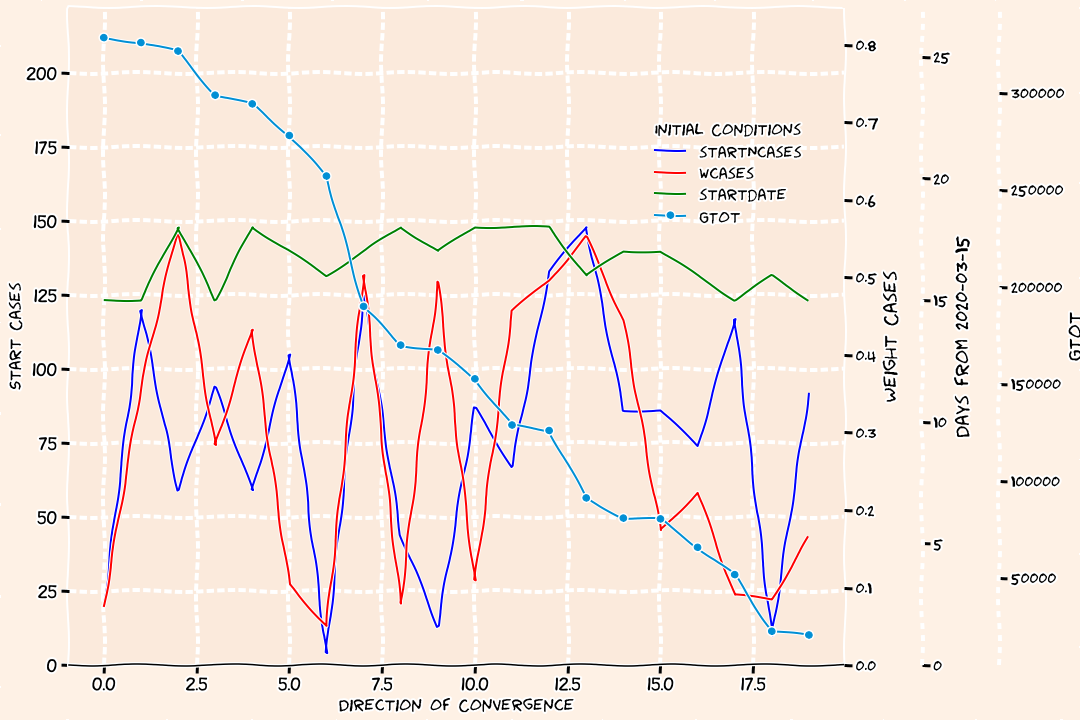 START CASES
200
175
150
125
100
75
50
25
0
0.0 2.5 5.0 7.5 10.0 12.5 15.0 17.5
DIRECTION OF CONVERGENCE
INITIAL CONDITIONS
STARTNCASES
WCASES
STARTDATE
GTOT
0.8
0.7
0.6
0.5
0.4
0.3
0.2
0.1
0.0
WEIGHT CASES
25
20
15
10
5
0
DAYS FROM 2020-03-15
300000
250000
200000
150000
100000
50000
GTOT